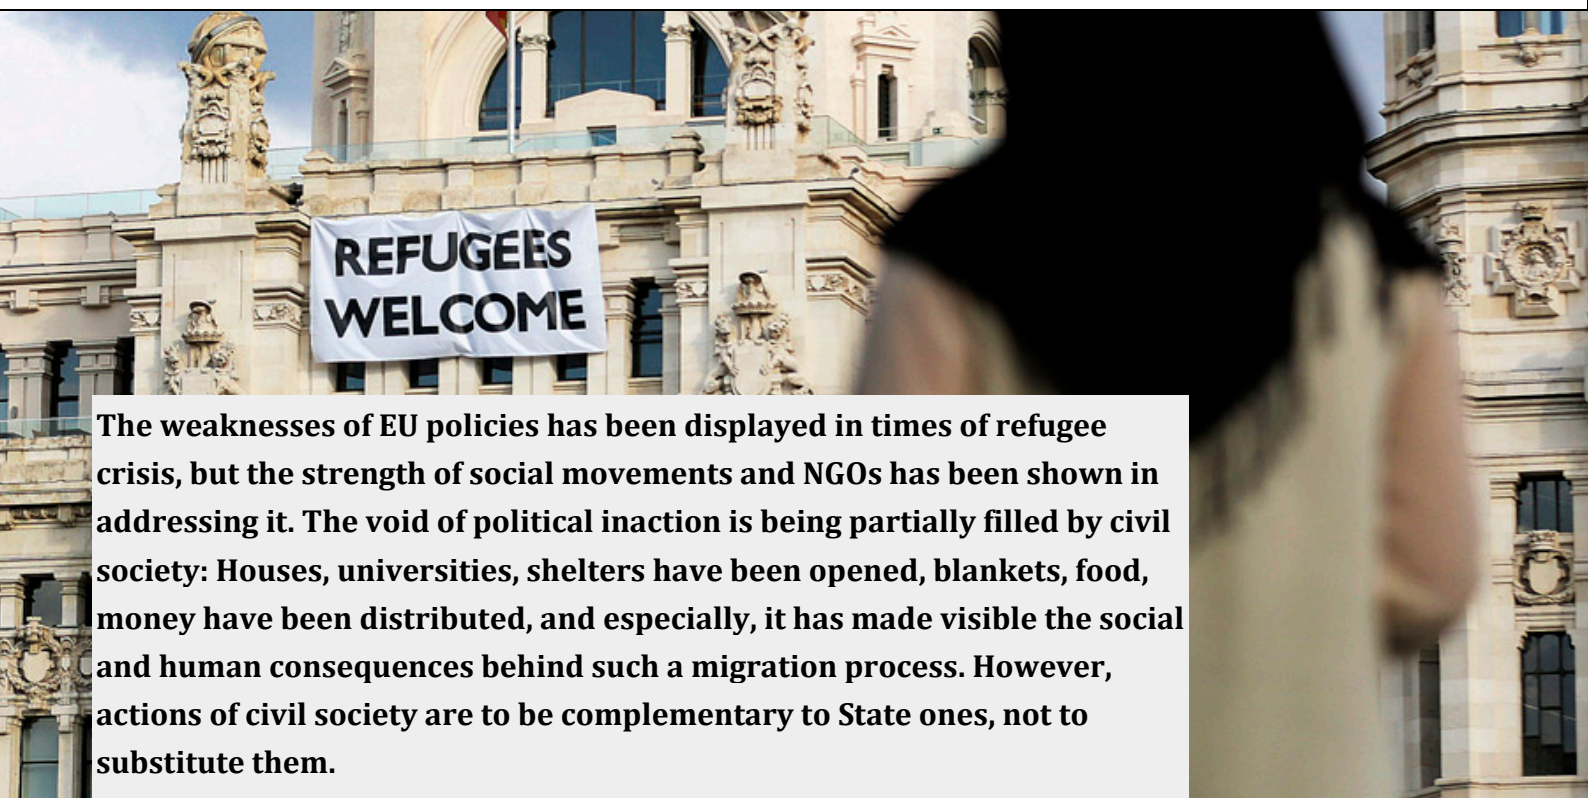 REFUGEES
WELCOME
The weaknesses of EU policies has been displayed in times of refugee
crisis, but the strength of social movements and NGOs has been shown in
addressing it. The void of political inaction is being partially filled by civil
society: Houses, universities, shelters have been opened, blankets, food,
money have been distributed, and especially, it has made visible the social
and human consequences behind such a migration process. However,
actions of civil society are to be complementary to State ones, not to
substitute them.